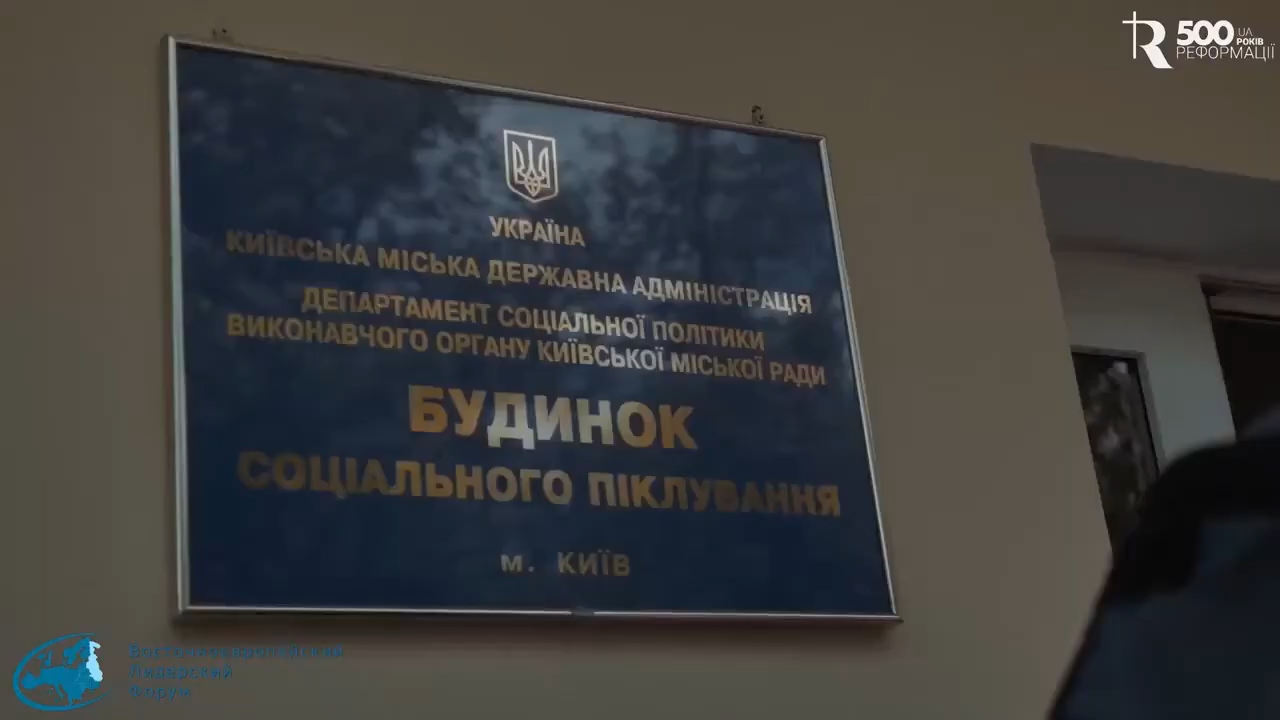 500 UA
РОКІВ
РЕФОРМАЦІЇ
УКРАЇНА
КИЇВСЬКА МІСЬКА ДЕРЖАВНА АДМІНІСТРАЦІЯ
ДЕПАРТАМЕНТ СОЦІАЛЬНОЇ ПОЛІТИКИ
ВИКОНАВЧОГО ОРГАНУ КИЇВСЬКОЇ МІСЬКОЇ РАДИ
БУДИНОК
СОЦІАЛЬНОГО ПІКЛУВАННЯ
м. КИЇВ
Восточноевропейский
Лидерский
Форум